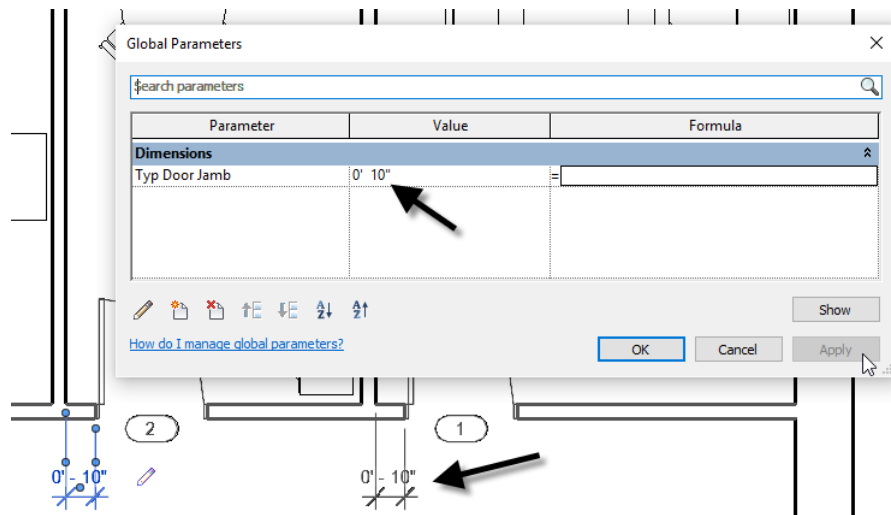 Global Parameters
Search parameters
Parameter Value Formula
Dimensions
Typ Door Jamb 0' 10" =
Show
How do I manage global parameters?
OK Cancel Apply
2 1
0' - 10" 0' - 10"